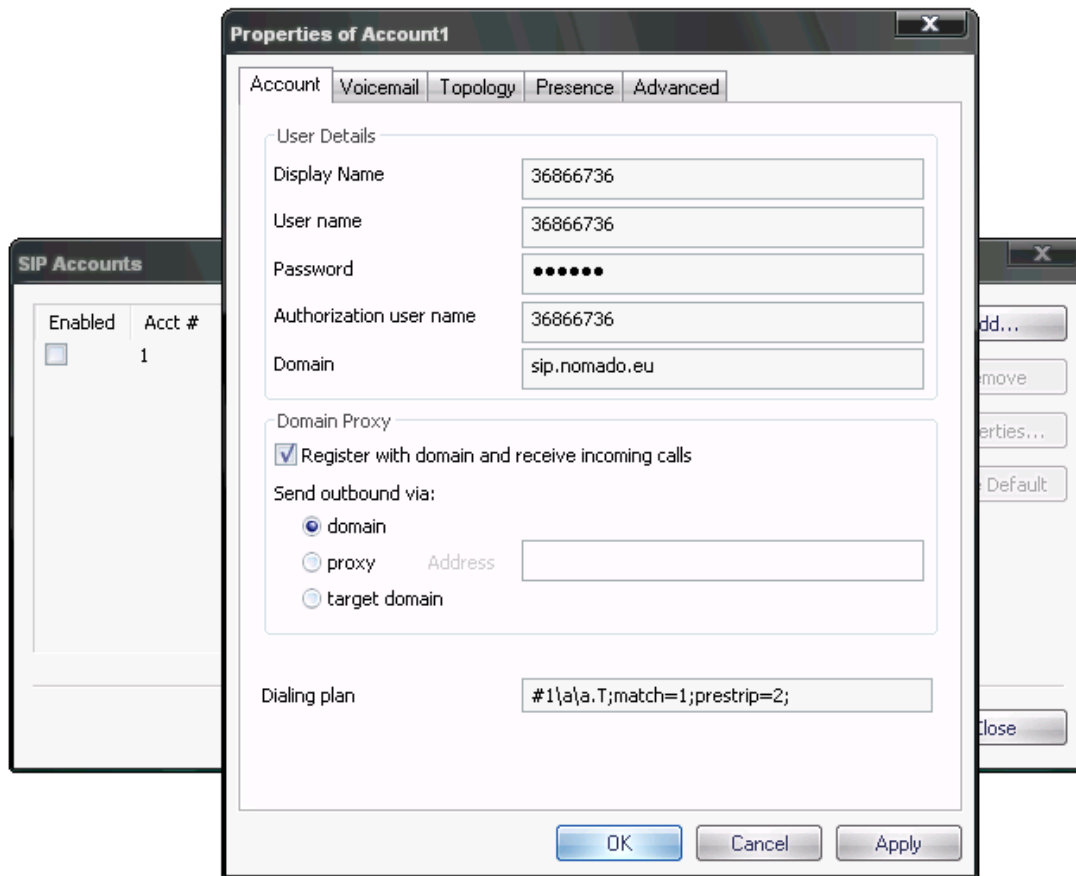 Properties of Account1
X
Account Voicemail Topology Presence Advanced
User Details
Display Name 36866736
User name 36866736
Password ●●●●●●
Authorization user name 36866736
Domain sip.nomado.eu
Domain Proxy
Register with domain and receive incoming calls
Send outbound via:
domain
proxy Address
target domain
Dialing plan #1\a\a.T;match=1;prestrip=2;
OK Cancel Apply
SIP Accounts
X
Enabled Acct #
1
dd...
move
erties...
Default
lose